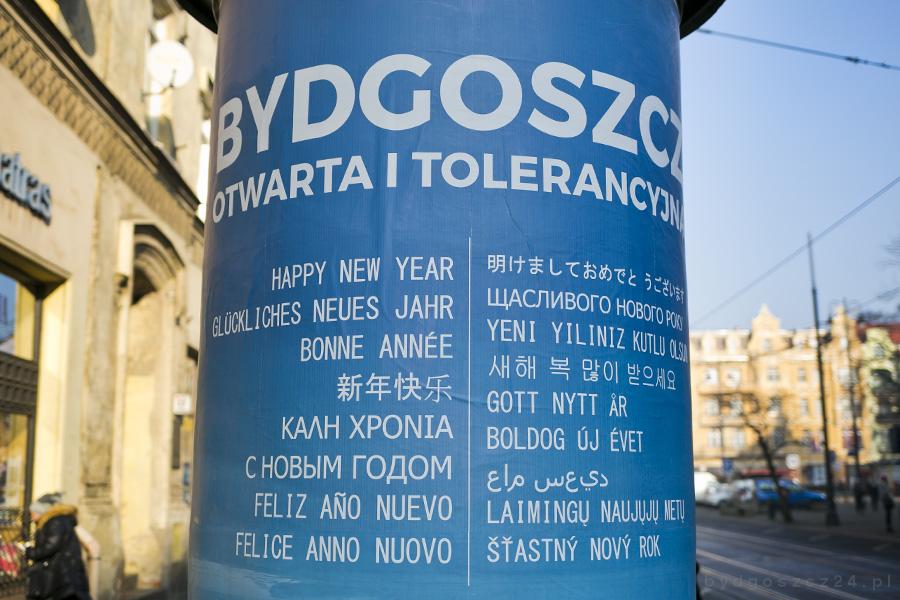 BYDGOSZCZ
OTWARTA I TOLERANCYJNA
HAPPY NEW YEAR
GLÜCKLICHES NEUES JAHR
BONNE ANNÉE
新年快乐
ΚΑΛΗ ΧΡΟΝΙΑ
С НОВЫМ ГОДОМ
FELIZ AÑO NUEVO
FELICE ANNO NUOVO
明けましておめでとうございます
ЩАСЛИВОГО НОВОГО РОКУ
YENI YILINIZ KUTLU OLSUN
새해 복 많이 받으세요
GOTT NYTT ÅR
BOLDOG ÚJ ÉVET
ديعس ماع
LAIMINGŲ NAUJŲJŲ METŲ
ŠŤASTNÝ NOVÝ ROK
bydgoszcz24.pl